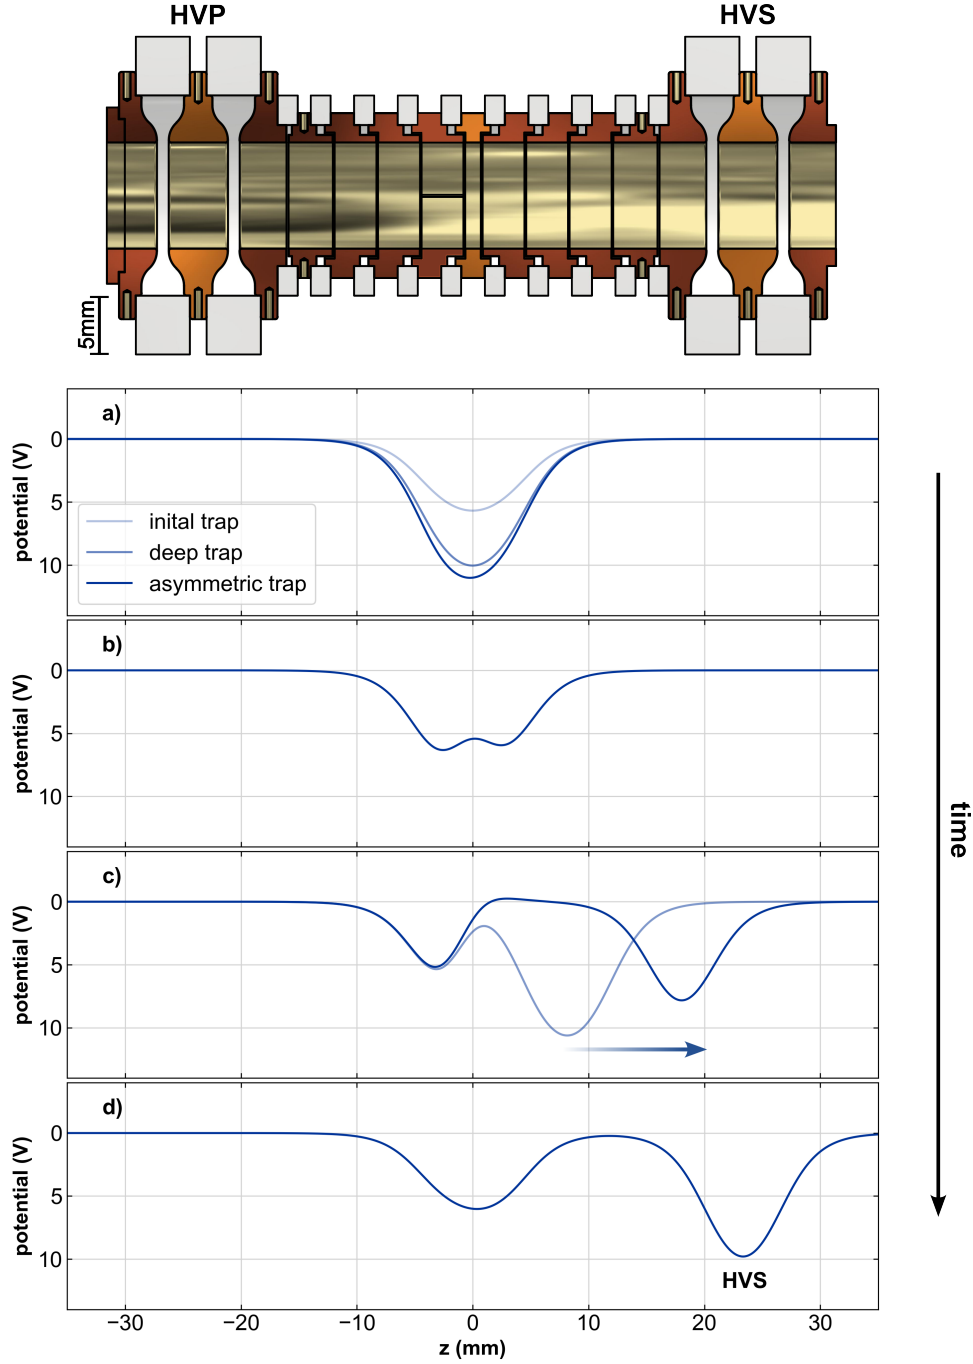 HVP HVS
5mm
a)
0
5
10
potential (V)
inital trap
deep trap
asymmetric trap
b)
0
5
10
potential (V)
c)
0
5
10
potential (V)
d)
0
5
10
potential (V)
HVS
−30 −20 −10 0 10 20 30
z (mm)
time